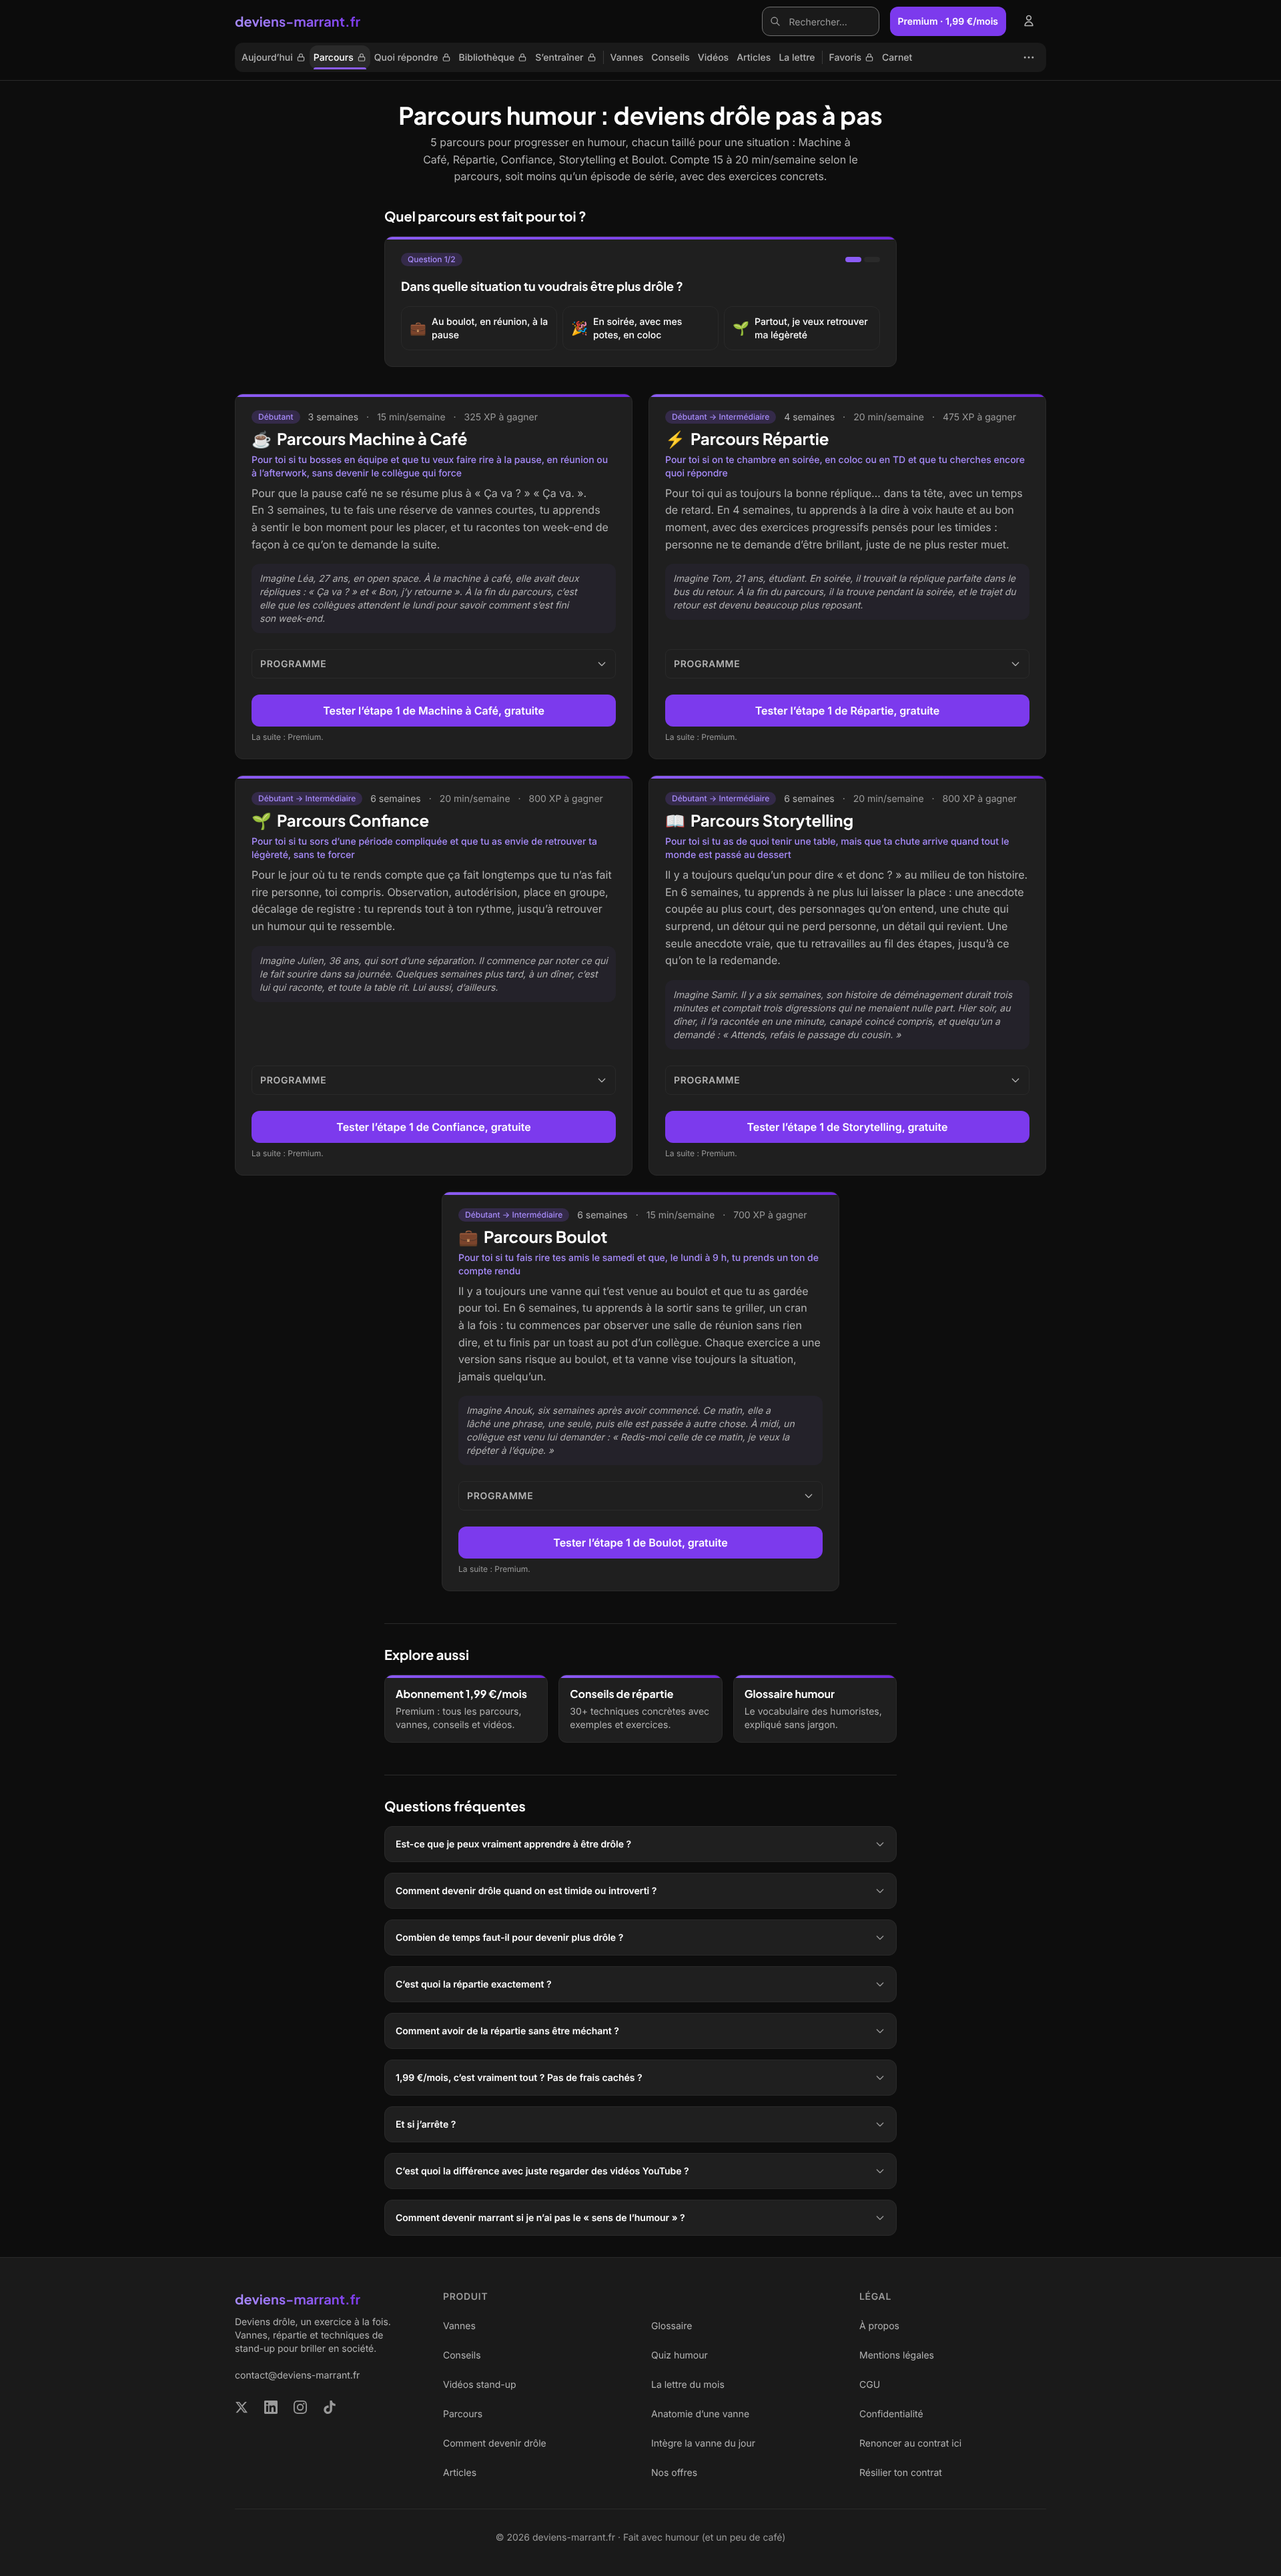 deviens-marrant.fr
Rechercher...
Premium · 1,99 €/mois
Aujourd’hui
Parcours
Quoi répondre
Bibliothèque
S’entraîner
Vannes
Conseils
Vidéos
Articles
La lettre
Favoris
Carnet
Parcours humour : deviens drôle pas à pas
5 parcours pour progresser en humour, chacun taillé pour une situation : Machine à
Café, Répartie, Confiance, Storytelling et Boulot. Compte 15 à 20 min/semaine selon le
parcours, soit moins qu’un épisode de série, avec des exercices concrets.
Quel parcours est fait pour toi ?
Question 1/2
Dans quelle situation tu voudrais être plus drôle ?
Au boulot, en réunion, à la
pause
En soirée, avec mes
potes, en coloc
Partout, je veux retrouver
ma légèreté
Débutant 3 semaines · 15 min/semaine · 325 XP à gagner
Parcours Machine à Café
Pour toi si tu bosses en équipe et que tu veux faire rire à la pause, en réunion ou
à l’afterwork, sans devenir le collègue qui force
Pour que la pause café ne se résume plus à « Ça va ? » « Ça va. ».
En 3 semaines, tu te fais une réserve de vannes courtes, tu apprends
à sentir le bon moment pour les placer, et tu racontes ton week-end de
façon à ce qu’on te demande la suite.
Imagine Léa, 27 ans, en open space. À la machine à café, elle avait deux
répliques : « Ça va ? » et « Bon, j’y retourne ». À la fin du parcours, c’est
elle que les collègues attendent le lundi pour savoir comment s’est fini
son week-end.
PROGRAMME
Tester l’étape 1 de Machine à Café, gratuite
La suite : Premium.
Débutant → Intermédiaire 4 semaines · 20 min/semaine · 475 XP à gagner
Parcours Répartie
Pour toi si on te chambre en soirée, en coloc ou en TD et que tu cherches encore
quoi répondre
Pour toi qui as toujours la bonne réplique… dans ta tête, avec un temps
de retard. En 4 semaines, tu apprends à la dire à voix haute et au bon
moment, avec des exercices progressifs pensés pour les timides :
personne ne te demande d’être brillant, juste de ne plus rester muet.
Imagine Tom, 21 ans, étudiant. En soirée, il trouvait la réplique parfaite dans le
bus du retour. À la fin du parcours, il la trouve pendant la soirée, et le trajet du
retour est devenu beaucoup plus reposant.
PROGRAMME
Tester l’étape 1 de Répartie, gratuite
La suite : Premium.
Débutant → Intermédiaire 6 semaines · 20 min/semaine · 800 XP à gagner
Parcours Confiance
Pour toi si tu sors d’une période compliquée et que tu as envie de retrouver ta
légèreté, sans te forcer
Pour le jour où tu te rends compte que ça fait longtemps que tu n’as fait
rire personne, toi compris. Observation, autodérision, place en groupe,
décalage de registre : tu reprends tout à ton rythme, jusqu’à retrouver
un humour qui te ressemble.
Imagine Julien, 36 ans, qui sort d’une séparation. Il commence par noter ce qui
le fait sourire dans sa journée. Quelques semaines plus tard, à un dîner, c’est
lui qui raconte, et toute la table rit. Lui aussi, d’ailleurs.
PROGRAMME
Tester l’étape 1 de Confiance, gratuite
La suite : Premium.
Débutant → Intermédiaire 6 semaines · 20 min/semaine · 800 XP à gagner
Parcours Storytelling
Pour toi si tu as de quoi tenir une table, mais que ta chute arrive quand tout le
monde est passé au dessert
Il y a toujours quelqu’un pour dire « et donc ? » au milieu de ton histoire.
En 6 semaines, tu apprends à ne plus lui laisser la place : une anecdote
coupée au plus court, des personnages qu’on entend, une chute qui
surprend, un détour qui ne perd personne, un détail qui revient. Une
seule anecdote vraie, que tu retravailles au fil des étapes, jusqu’à ce
qu’on te la redemande.
Imagine Samir. Il y a six semaines, son histoire de déménagement durait trois
minutes et comptait trois digressions qui ne menaient nulle part. Hier soir, au
dîner, il l’a racontée en une minute, canapé coincé compris, et quelqu’un a
demandé : « Attends, refais le passage du cousin. »
PROGRAMME
Tester l’étape 1 de Storytelling, gratuite
La suite : Premium.
Débutant → Intermédiaire 6 semaines · 15 min/semaine · 700 XP à gagner
Parcours Boulot
Pour toi si tu fais rire tes amis le samedi et que, le lundi à 9 h, tu prends un ton de
compte rendu
Il y a toujours une vanne qui t’est venue au boulot et que tu as gardée
pour toi. En 6 semaines, tu apprends à la sortir sans te griller, un cran
à la fois : tu commences par observer une salle de réunion sans rien
dire, et tu finis par un toast au pot d’un collègue. Chaque exercice a une
version sans risque au boulot, et ta vanne vise toujours la situation,
jamais quelqu’un.
Imagine Anouk, six semaines après avoir commencé. Ce matin, elle a
lâché une phrase, une seule, puis elle est passée à autre chose. À midi, un
collègue est venu lui demander : « Redis-moi celle de ce matin, je veux la
répéter à l’équipe. »
PROGRAMME
Tester l’étape 1 de Boulot, gratuite
La suite : Premium.
Explore aussi
Abonnement 1,99 €/mois
Premium : tous les parcours,
vannes, conseils et vidéos.
Conseils de répartie
30+ techniques concrètes avec
exemples et exercices.
Glossaire humour
Le vocabulaire des humoristes,
expliqué sans jargon.
Questions fréquentes
Est-ce que je peux vraiment apprendre à être drôle ?
Comment devenir drôle quand on est timide ou introverti ?
Combien de temps faut-il pour devenir plus drôle ?
C’est quoi la répartie exactement ?
Comment avoir de la répartie sans être méchant ?
1,99 €/mois, c’est vraiment tout ? Pas de frais cachés ?
Et si j’arrête ?
C’est quoi la différence avec juste regarder des vidéos YouTube ?
Comment devenir marrant si je n’ai pas le « sens de l’humour » ?
deviens-marrant.fr
Deviens drôle, un exercice à la fois.
Vannes, répartie et techniques de
stand-up pour briller en société.
contact@deviens-marrant.fr
PRODUIT
Vannes
Conseils
Vidéos stand-up
Parcours
Comment devenir drôle
Articles
Glossaire
Quiz humour
La lettre du mois
Anatomie d’une vanne
Intègre la vanne du jour
Nos offres
LÉGAL
À propos
Mentions légales
CGU
Confidentialité
Renoncer au contrat ici
Résilier ton contrat
© 2026 deviens-marrant.fr · Fait avec humour (et un peu de café)